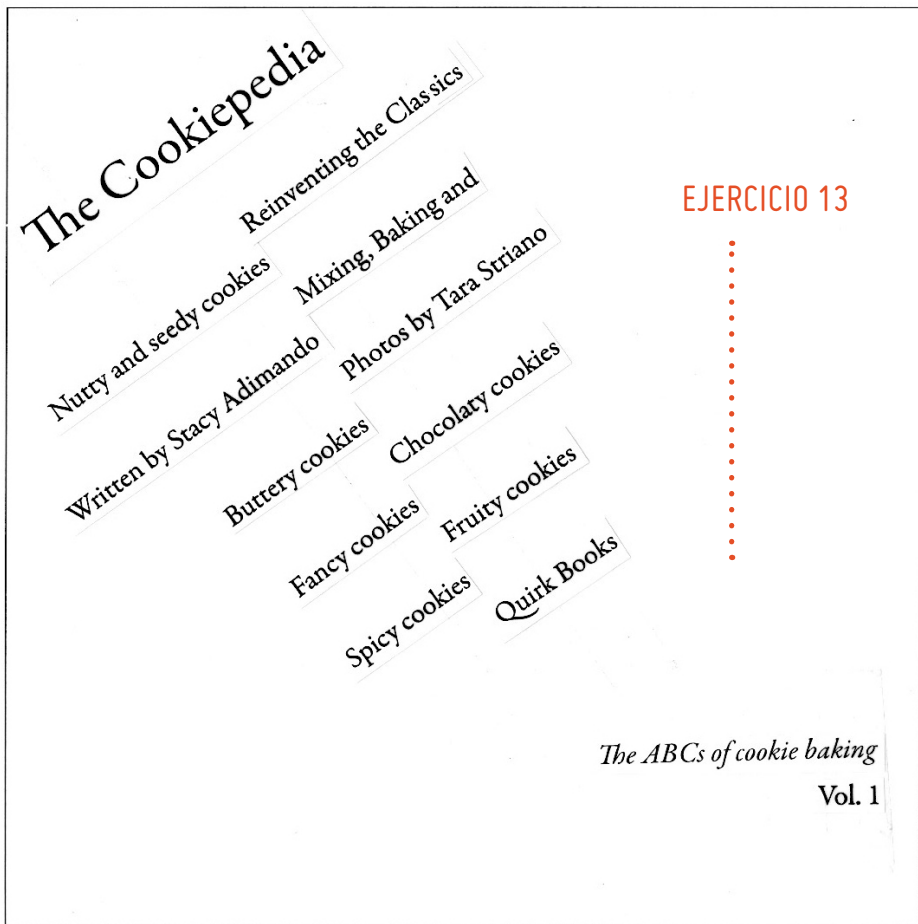 The Cookiepedia
Reinventing the Classics
Nutty and seedy cookies
Mixing, Baking and
Written by Stacy Adimando
Photos by Tara Striano
Buttery cookies
Chocolaty cookies
Fancy cookies
Fruity cookies
Spicy cookies
Quirk Books
EJERCICIO 13
The ABCs of cookie baking
Vol. 1